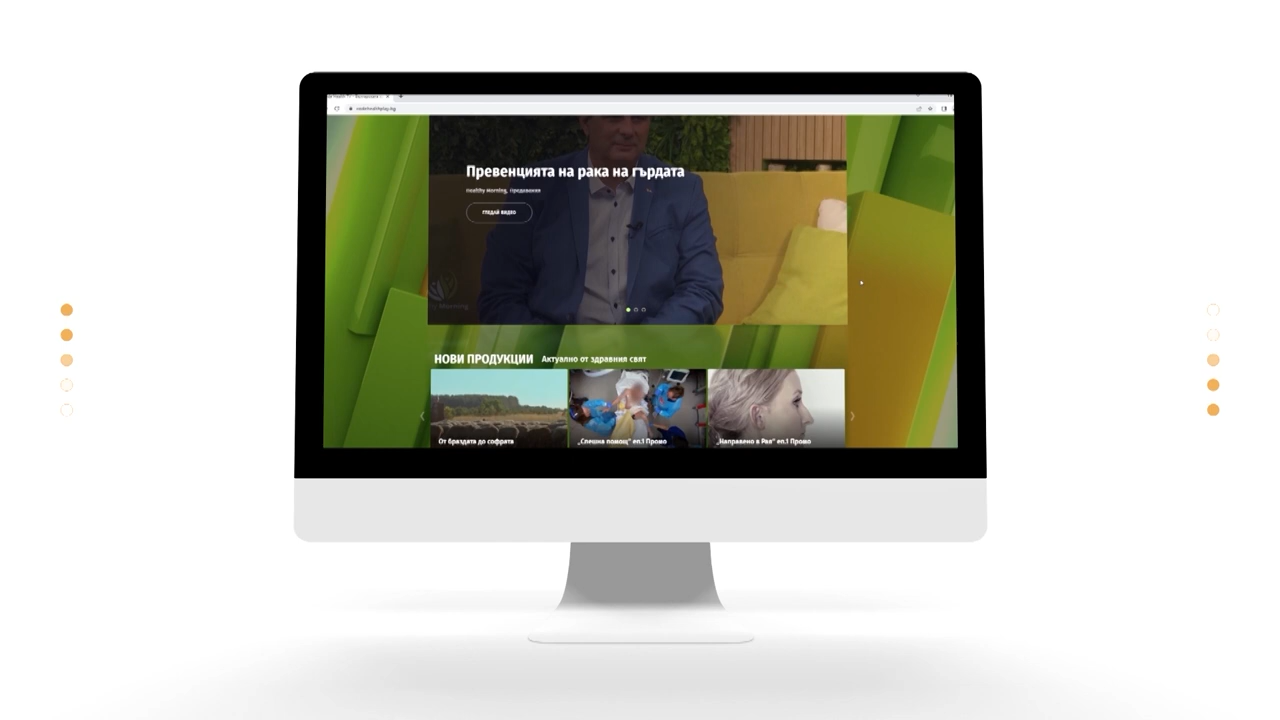 Превенцията на рака на гърдата
Healthy Morning, Предавания
ГЛЕДАЙ ВИДЕО
Morning
НОВИ ПРОДУКЦИИ Актуално от здравния свят
От браздата до софрата
„Спешна помощ" еп.1 Промо
„Направено в Рая" еп.1 Промо